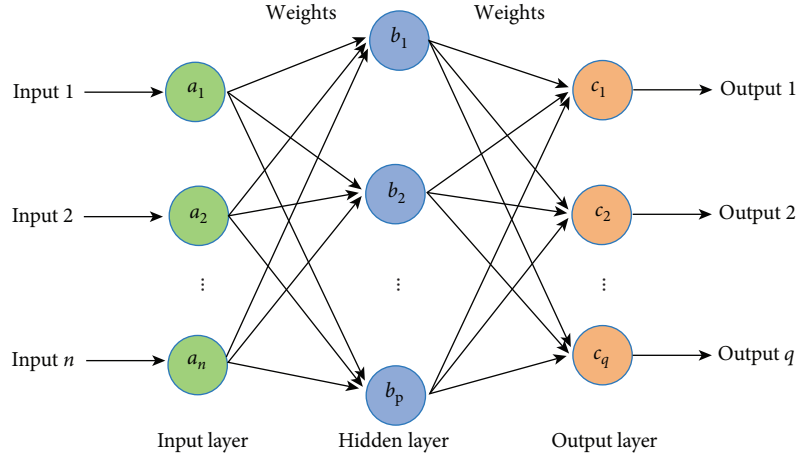 Weights Weights
b1
Input 1 a1 c1 Output 1
b2
Input 2 a2 c2 Output 2
⋮ ⋮ ⋮
Input n an cq Output q
bp
Input layer Hidden layer Output layer